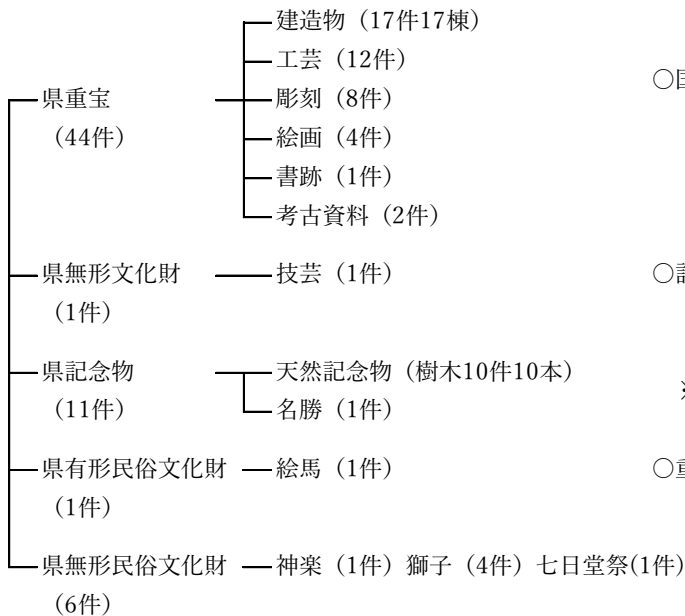 建造物（17件17棟）
工芸（12件）
県重宝
（44件）
彫刻（8件）
絵画（4件）
書跡（1件）
考古資料（2件）
県無形文化財
（1件）
技芸（1件）
県記念物
（11件）
天然記念物（樹木10件10本）
名勝（1件）
県有形民俗文化財
（1件）
絵馬（1件）
県無形民俗文化財
（6件）
神楽（1件）獅子（4件）七日堂祭(1件)
○重